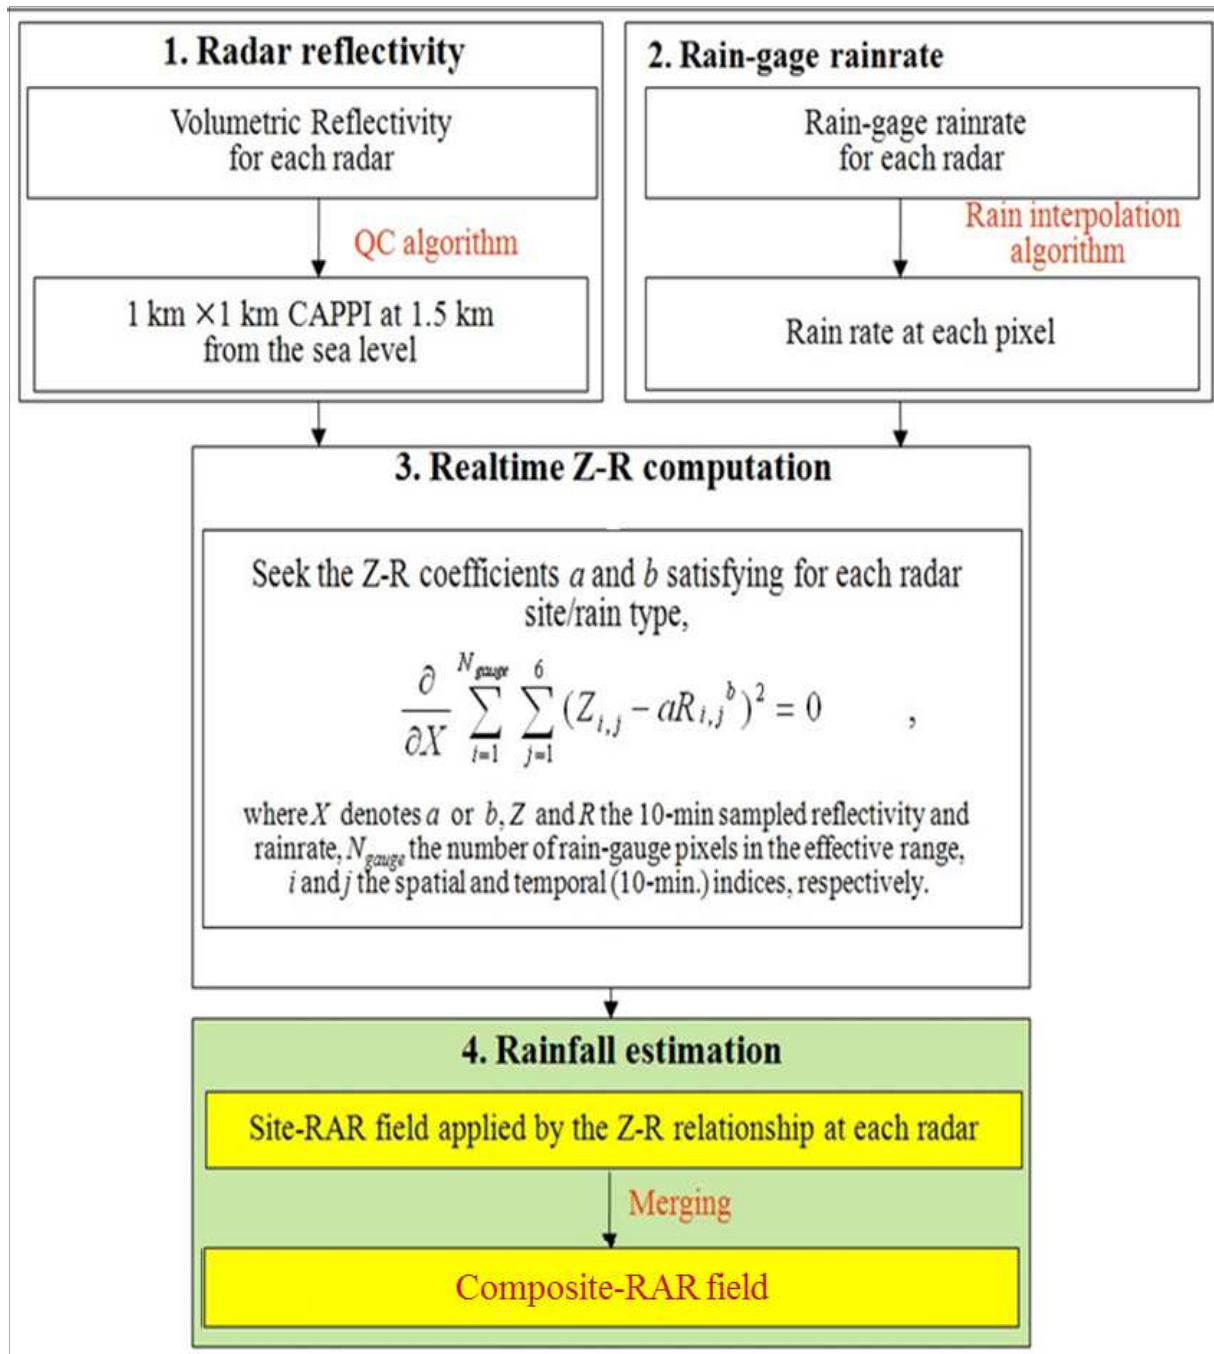 1. Radar reflectivity
Volumetric Reflectivity
for each radar
QC algorithm
1 km ×1 km CAPPI at 1.5 km
from the sea level
2. Rain-gage rainrate
Rain-gage rainrate
for each radar
Rain interpolation
algorithm
Rain rate at each pixel
3. Realtime Z-R computation
Seek the Z-R coefficients a and b satisfying for each radar
site/rain type,
∂/∂X ∑_{i=1}^{N_gauge} ∑_{j=1}^{6} (Z_{i,j} − aR_{i,j}^b)^2 = 0 ,
where X denotes a or b, Z and R the 10-min sampled reflectivity and
rainrate, N_gauge the number of rain-gauge pixels in the effective range,
i and j the spatial and temporal (10-min.) indices, respectively.
4. Rainfall estimation
Site-RAR field applied by the Z-R relationship at each radar
Merging
Composite-RAR field